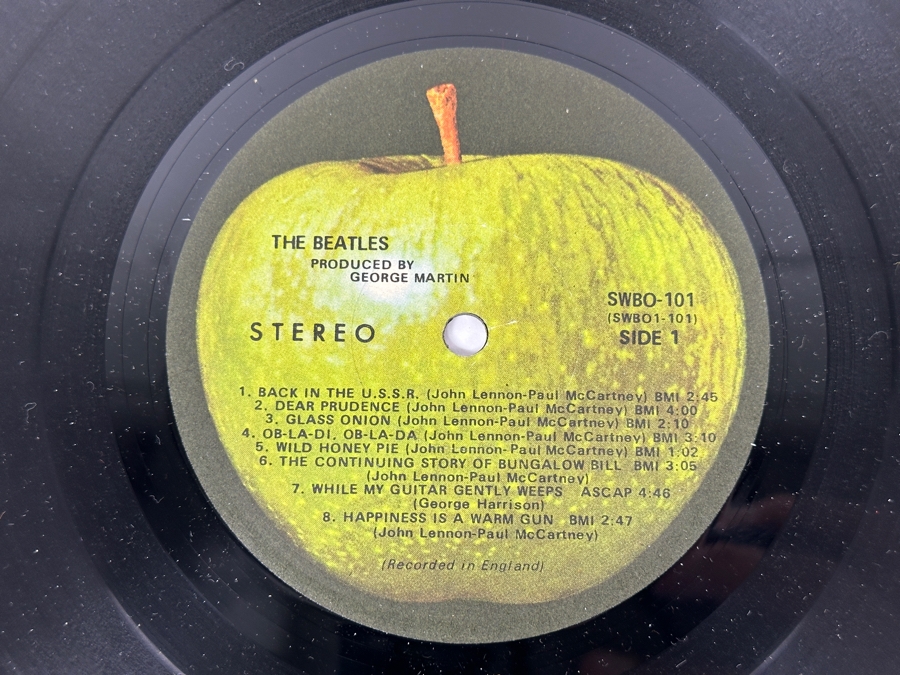 THE BEATLES
PRODUCED BY
GEORGE MARTIN
STEREO
SWBO-101
(SWBO1-101)
SIDE 1
1. BACK IN THE U.S.S.R. (John Lennon-Paul McCartney) BMI 2:45
2. DEAR PRUDENCE (John Lennon-Paul McCartney) BMI 4:00
3. GLASS ONION (John Lennon-Paul McCartney) BMI 2:10
4. OB-LA-DI, OB-LA-DA (John Lennon-Paul McCartney) BMI 3:10
5. WILD HONEY PIE (John Lennon-Paul McCartney) BMI 1:02
6. THE CONTINUING STORY OF BUNGALOW BILL BMI 3:05
(John Lennon-Paul McCartney)
7. WHILE MY GUITAR GENTLY WEEPS ASCAP 4:46
(George Harrison)
8. HAPPINESS IS A WARM GUN BMI 2:47
(John Lennon-Paul McCartney)
(Recorded in England)